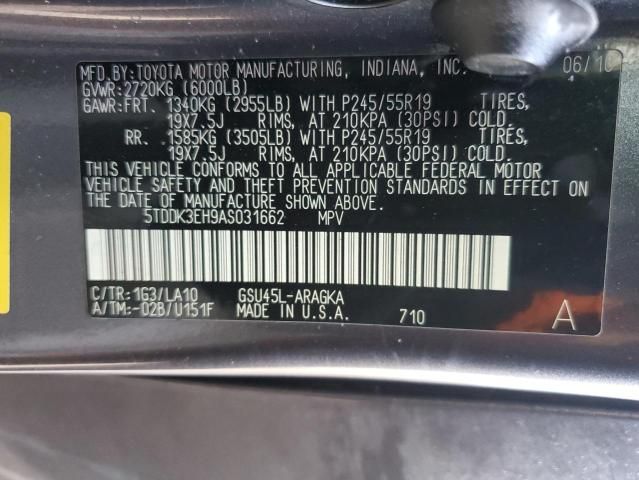 MFD.BY:TOYOTA MOTOR MANUFACTURING, INDIANA, INC. 06/10
GVWR:2720KG (6000LB)
GAWR:FRT. 1340KG (2955LB) WITH P245/55R19 TIRES,
19X7.5J RIMS, AT 210KPA (30PSI) COLD.
RR. 1585KG (3505LB) WITH P245/55R19 TIRES,
19X7.5J RIMS, AT 210KPA (30PSI) COLD.
THIS VEHICLE CONFORMS TO ALL APPLICABLE FEDERAL MOTOR
VEHICLE SAFETY AND THEFT PREVENTION STANDARDS IN EFFECT ON
THE DATE OF MANUFACTURE SHOWN ABOVE.
5TDDK3EH9AS031662 MPV
C/TR:1G3/LA10 GSU45L-ARAGKA
A/TM:-02B/U151F MADE IN U.S.A. 710 A